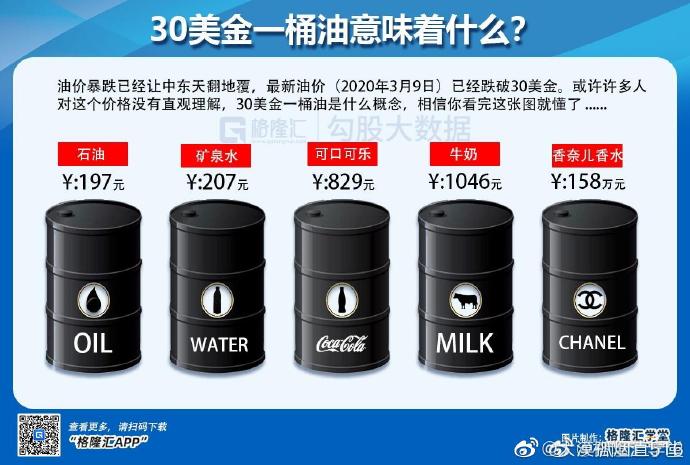 30美金一桶油意味着什么?
油价暴跌已经让中东天翻地覆，最新油价（2020年3月9日）已经跌破30美金。或许许多人
对这个价格没有直观理解，30美金一桶油是什么概念，相信你看完这张图就懂了 ......
格隆汇 勾股大数据
石油 矿泉水 可口可乐 牛奶 香奈儿香水
¥:197元 ¥:207元 ¥:829元 ¥:1046元 ¥:158万元
OIL WATER Coca-Cola MILK CHANEL
查看更多，请扫码下载
“格隆汇APP”
图片制作：格隆汇学堂